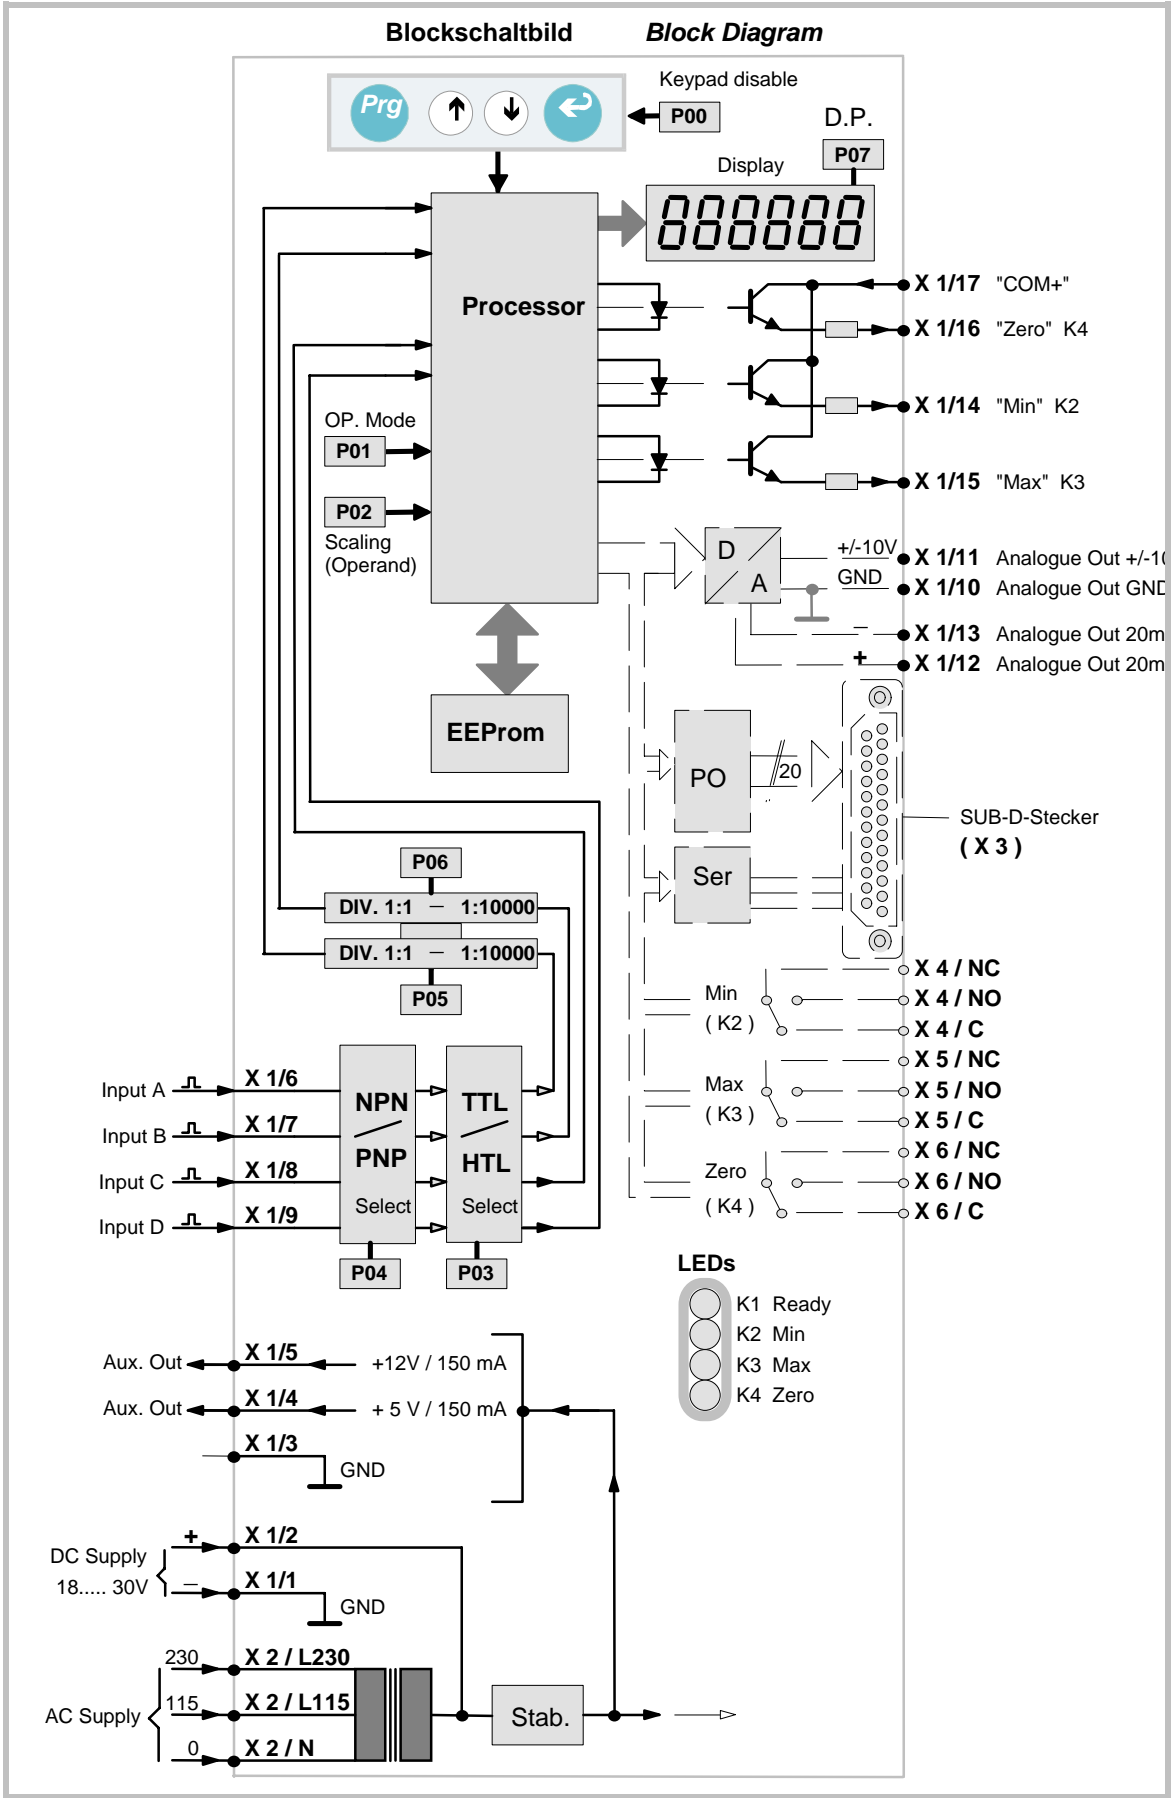 Blockschaltbild Block Diagram
Keypad disable
Prg
P00
D.P.
P07
Display
888888
Processor
X 1/17 "COM+"
X 1/16 "Zero" K4
X 1/14 "Min" K2
X 1/15 "Max" K3
OP. Mode
P01
P02
Scaling
(Operand)
D
A
+/-10V
GND
X 1/11 Analogue Out +/-10
X 1/10 Analogue Out GND
– X 1/13 Analogue Out 20m
+ X 1/12 Analogue Out 20m
EEProm
PO
20
SUB-D-Stecker
( X 3 )
Ser
P06
DIV. 1:1 – 1:10000
DIV. 1:1 – 1:10000
P05
Min
( K2 )
X 4 / NC
X 4 / NO
X 4 / C
Max
( K3 )
X 5 / NC
X 5 / NO
X 5 / C
Zero
( K4 )
X 6 / NC
X 6 / NO
X 6 / C
Input A X 1/6
Input B X 1/7
Input C X 1/8
Input D X 1/9
NPN
PNP
Select
TTL
HTL
Select
P04
P03
LEDs
K1 Ready
K2 Min
K3 Max
K4 Zero
Aux. Out X 1/5 +12V / 150 mA
Aux. Out X 1/4 + 5 V / 150 mA
X 1/3
GND
DC Supply
18..... 30V
+ X 1/2
– X 1/1
GND
AC Supply
230 X 2 / L230
115 X 2 / L115
0 X 2 / N
Stab.